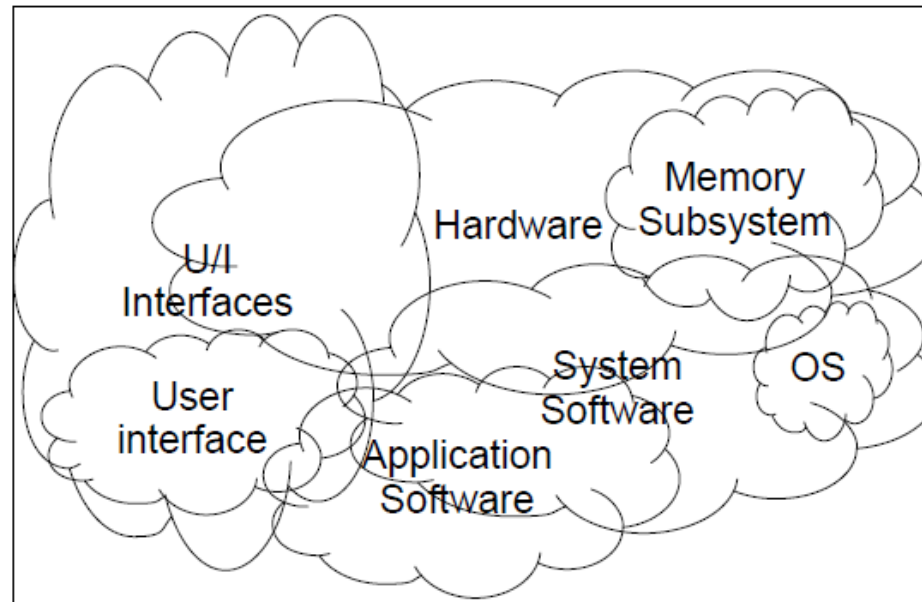 Memory
Subsystem
Hardware
U/I
Interfaces
System
Software
OS
User
interface
Application
Software